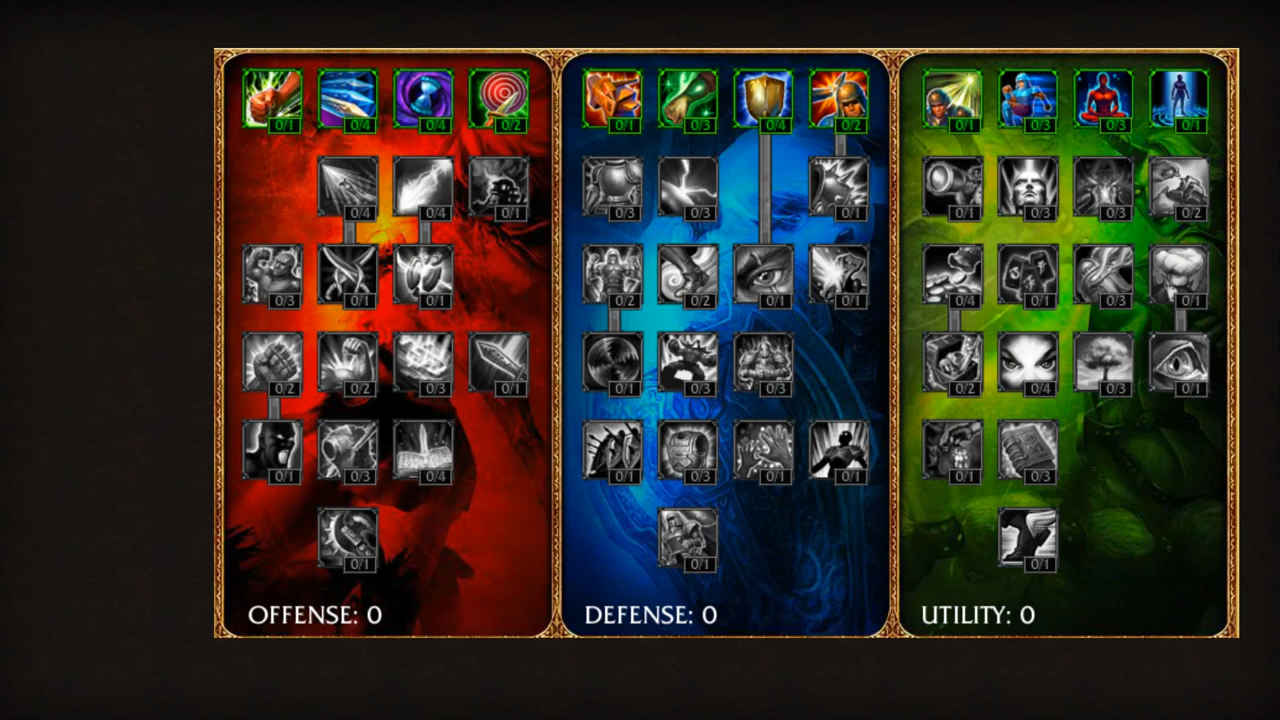 0/1 0/4 0/4 0/2 0/1 0/3 0/4 0/2 0/1 0/3 0/3 0/1
0/4 0/4 0/1 0/3 0/3 0/1 0/1 0/3 0/3 0/2
0/3 0/1 0/1 0/2 0/2 0/1 0/1 0/4 0/1 0/3 0/1
0/2 0/2 0/3 0/1 0/1 0/3 0/3 0/2 0/4 0/3 0/1
0/1 0/3 0/4 0/1 0/3 0/1 0/1 0/1 0/3
0/1 0/1 0/1
OFFENSE: 0 DEFENSE: 0 UTILITY: 0